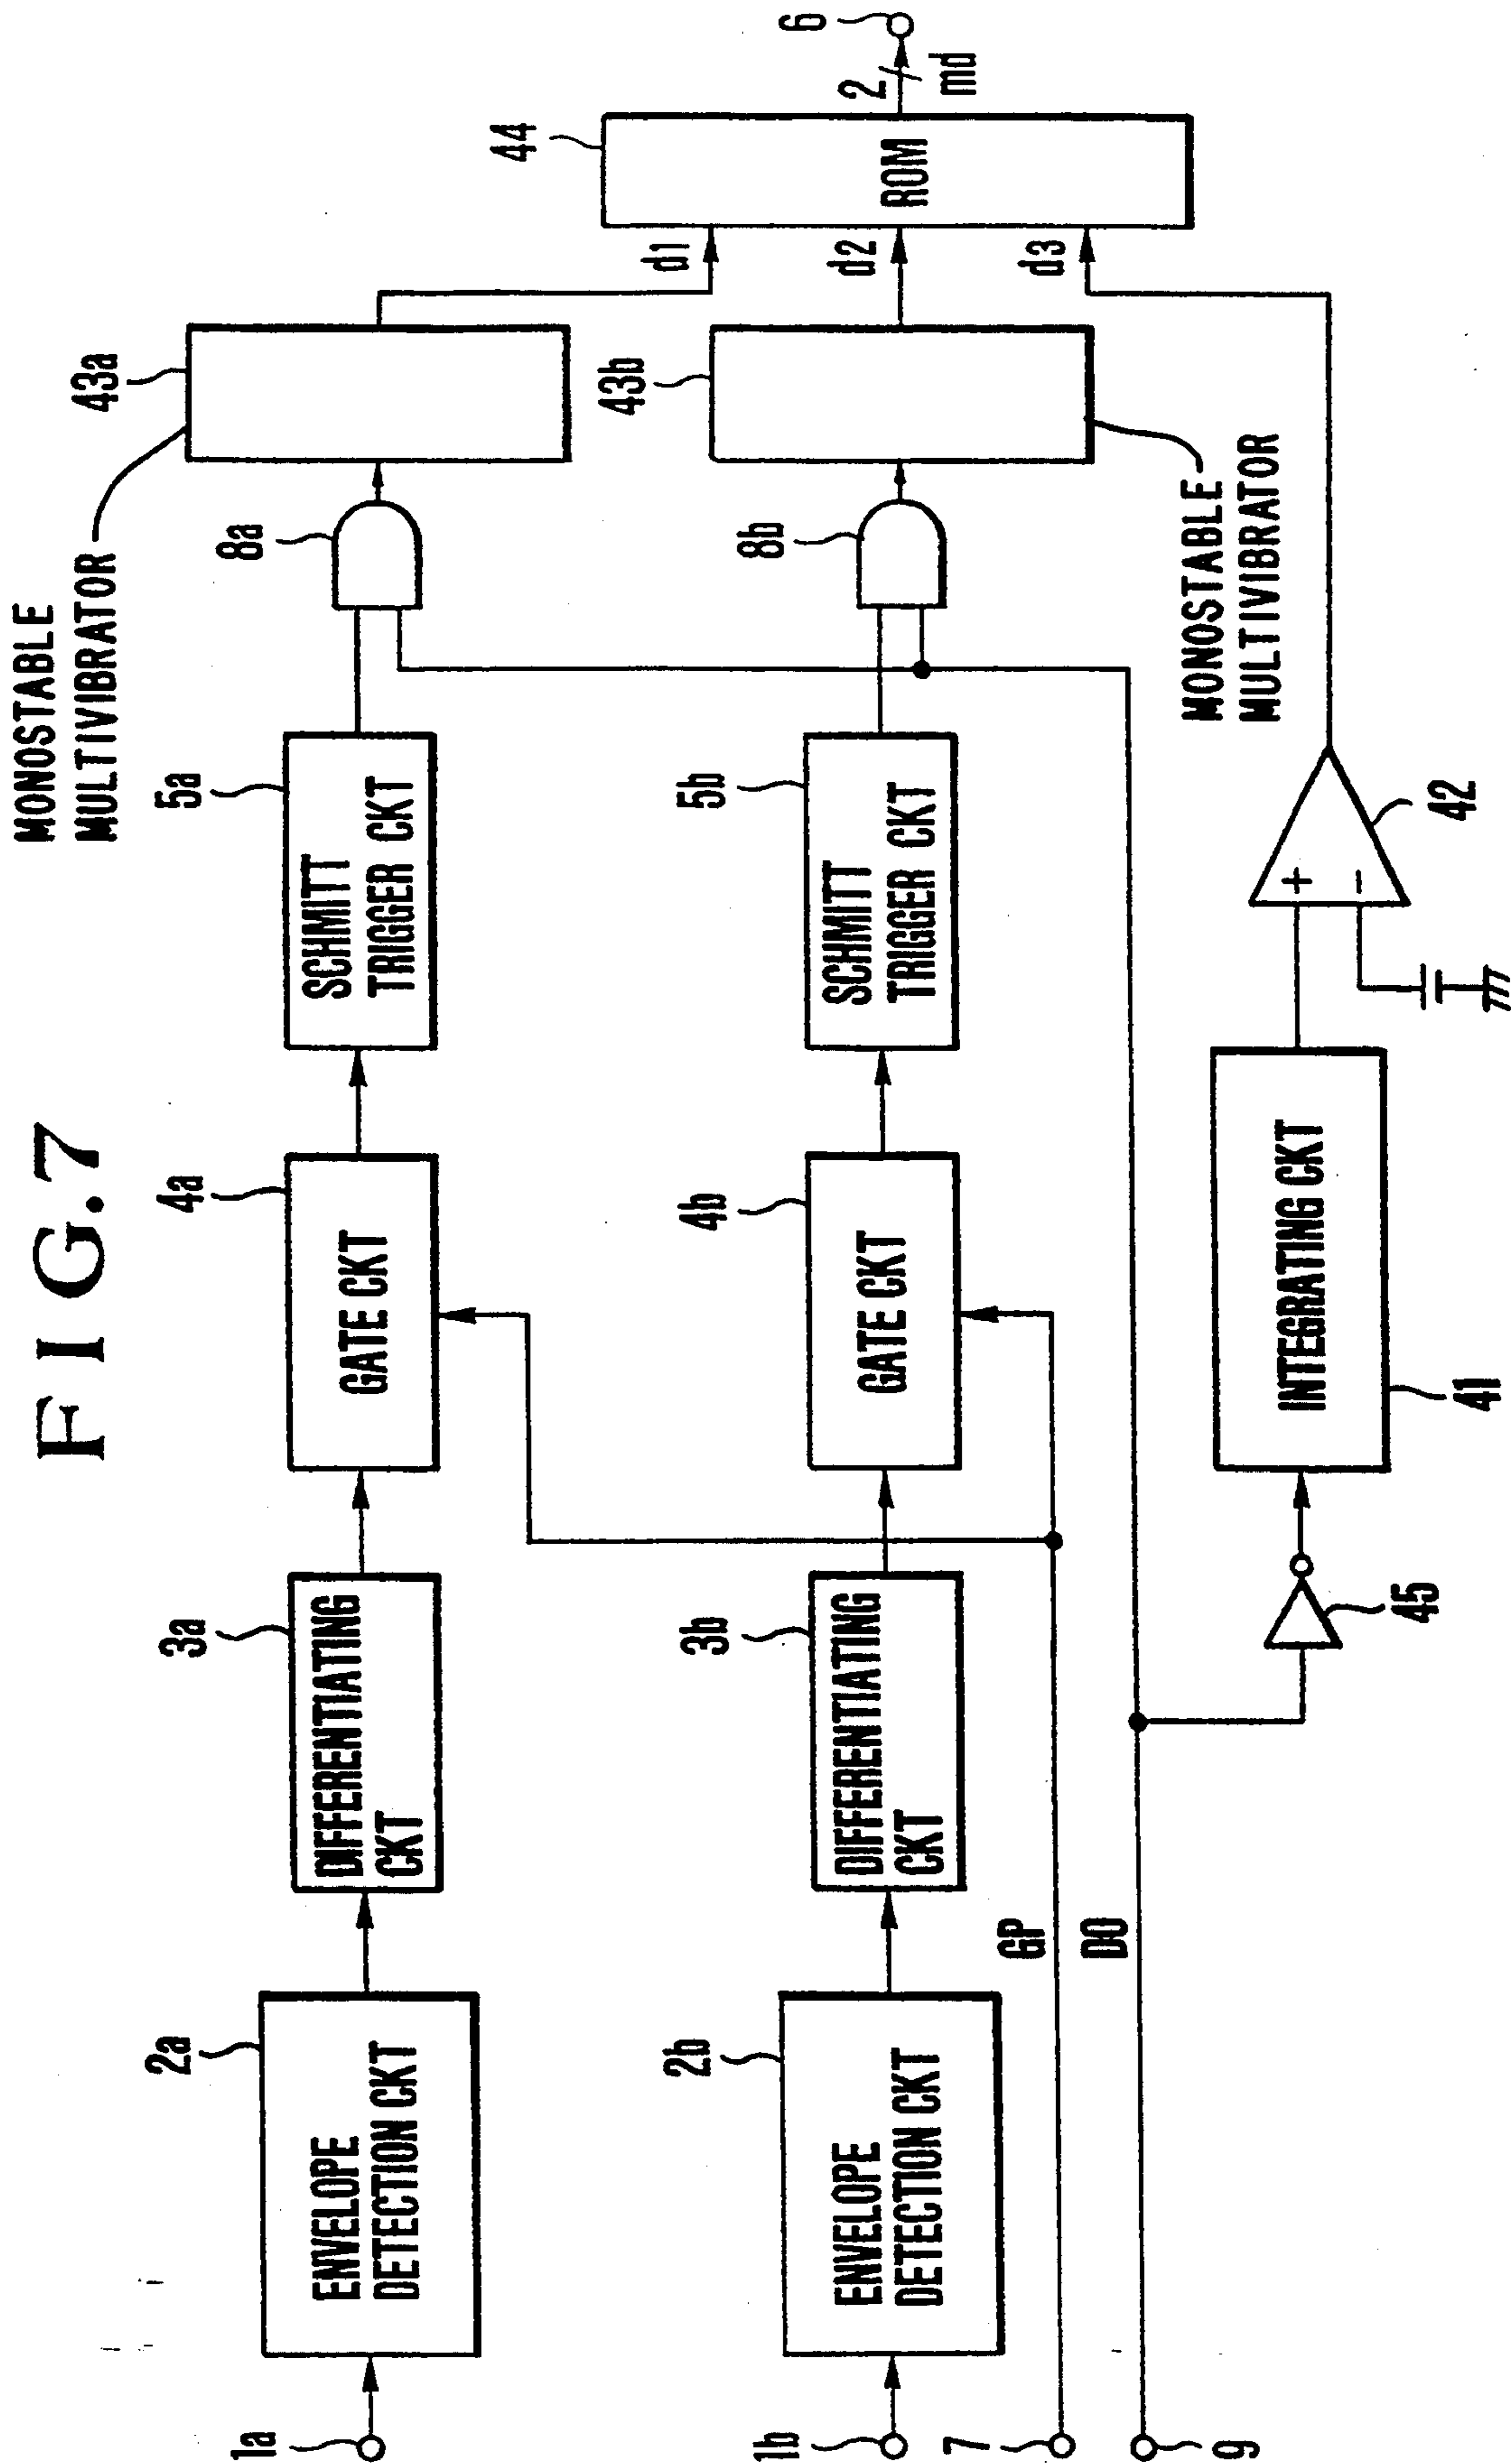 FIG.7
MONOSTABLE
MULTIVIBRATOR
1a
2a
ENVELOPE
DETECTION CKT
3a
DIFFERENTIATING
CKT
4a
GATE CKT
5a
SCHMITT
TRIGGER CKT
8a
43a
44
ROM
d1
d2
d3
2
md
6
1b
2b
ENVELOPE
DETECTION CKT
3b
DIFFERENTIATING
CKT
4b
GATE CKT
5b
SCHMITT
TRIGGER CKT
8b
43b
MONOSTABLE
MULTIVIBRATOR
7
GP
9
DO
45
INTEGRATING CKT
41
+
-
42